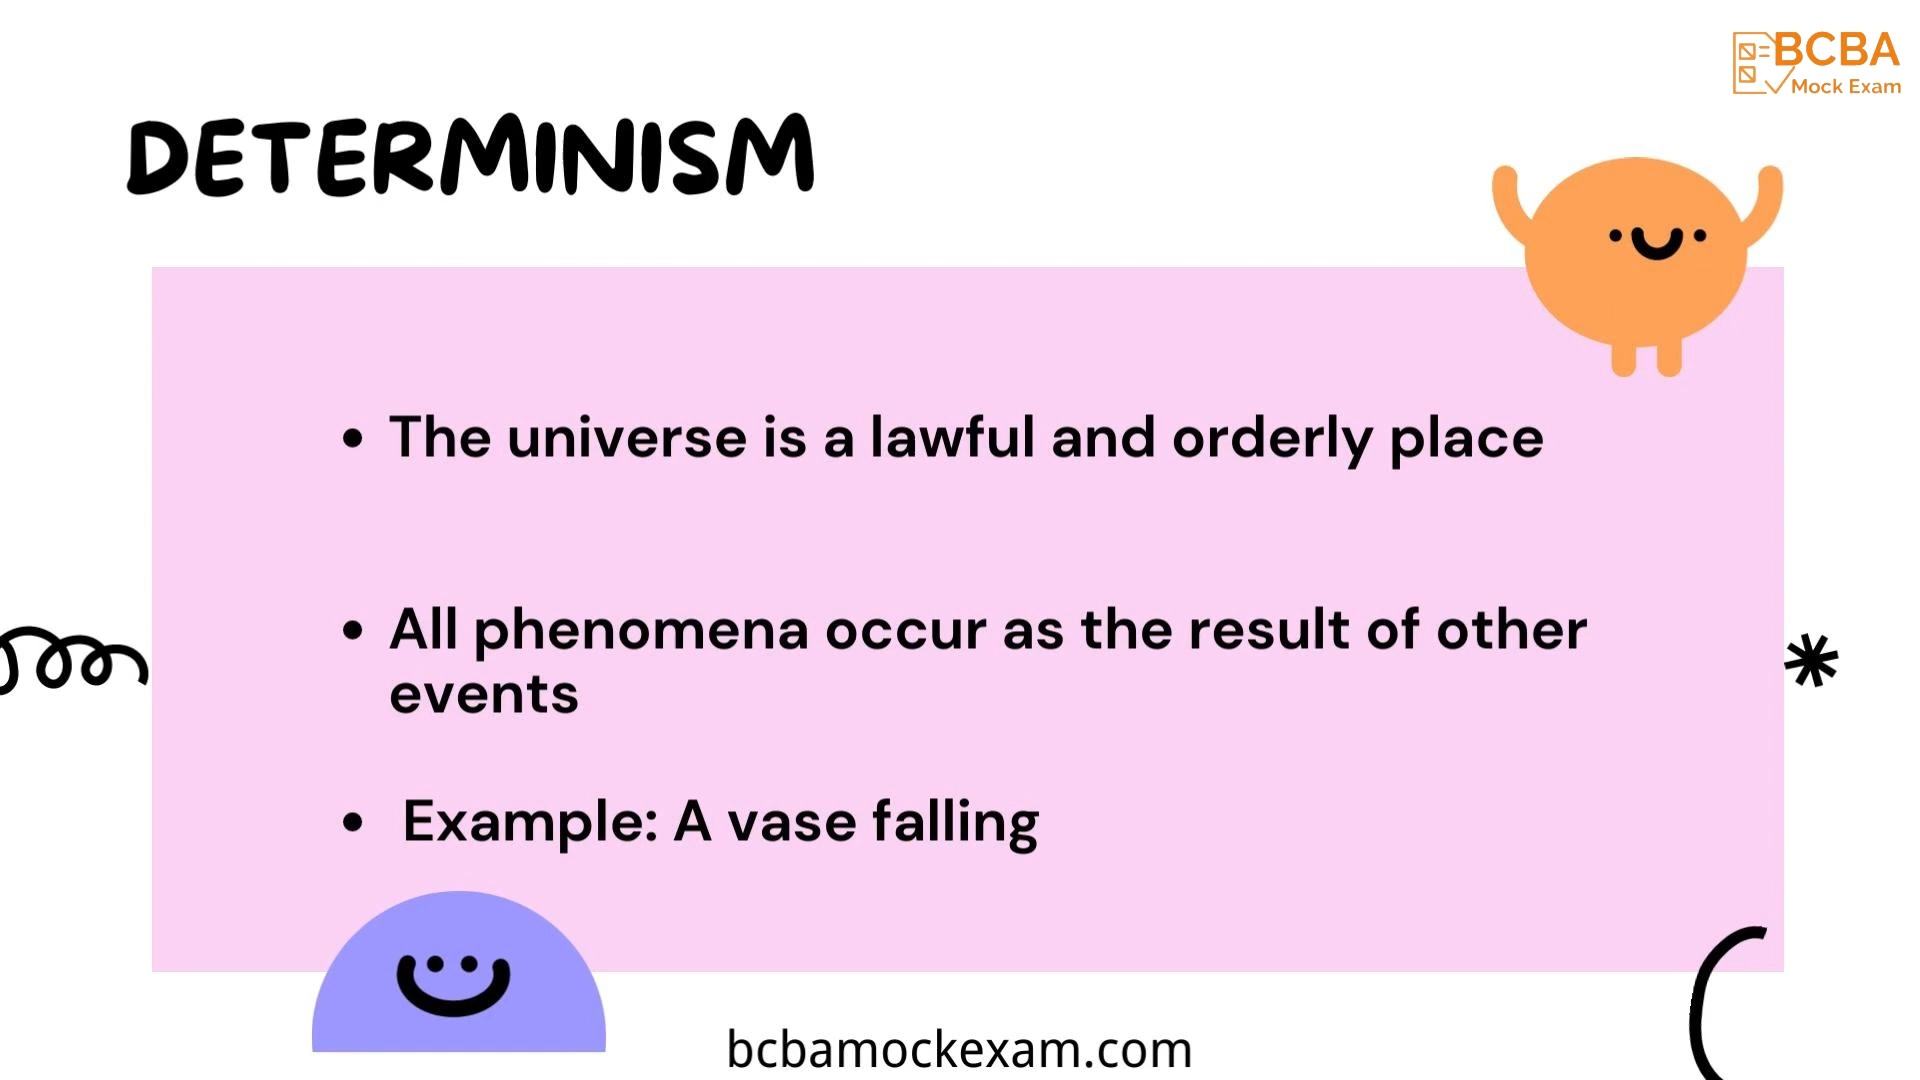 BCBA
Mock Exam
DETERMINISM
• The universe is a lawful and orderly place
• All phenomena occur as the result of other
events
• Example: A vase falling
bcbamockexam.com